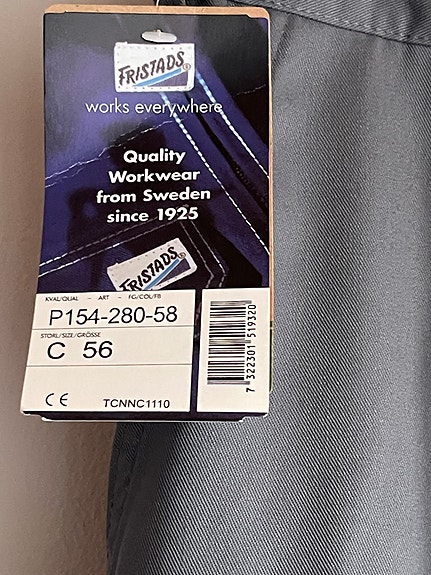 FRISTADS
works everywhere
Quality
Workwear
from Sweden
since 1925
FRISTADS
KVAL/QUAL - ART - FG/COL/FB
P154-280-58
STORL/SIZE/GRÖSSE
C 56
CE TCNNC1110
7 322301 519320